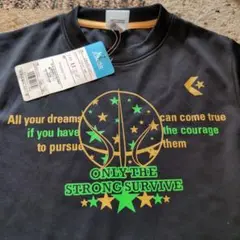 All your dreams can come true
if you have the courage
to pursue them
ONLY THE
STRONG SURVIVE